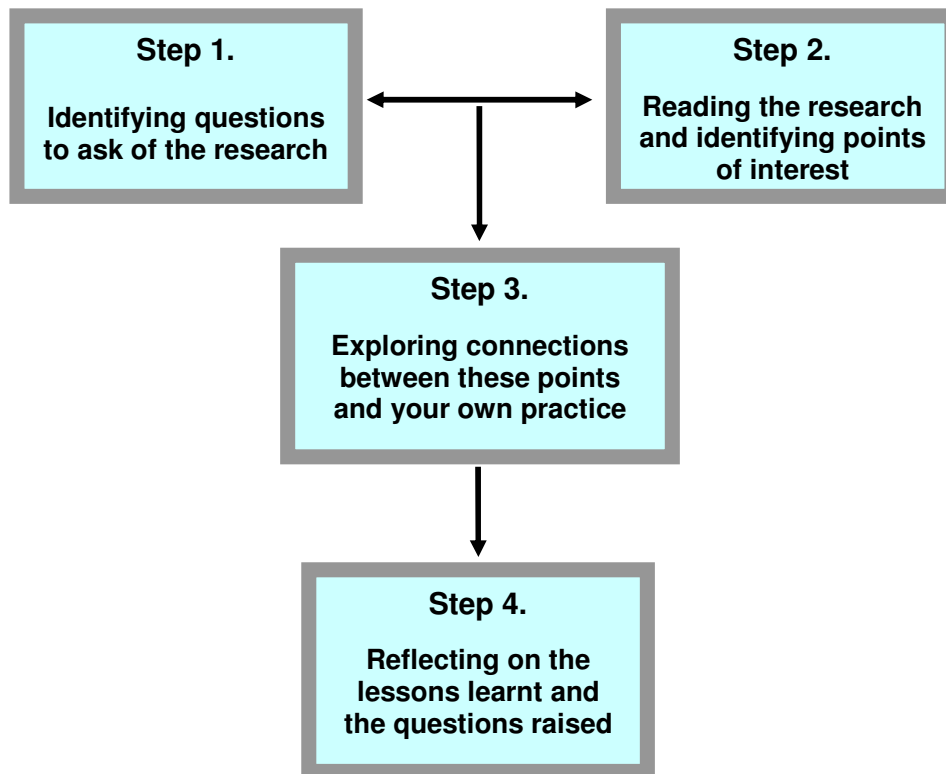 Step 1.
Identifying questions
to ask of the research
Step 2.
Reading the research
and identifying points
of interest
Step 3.
Exploring connections
between these points
and your own practice
Step 4.
Reflecting on the
lessons learnt and
the questions raised